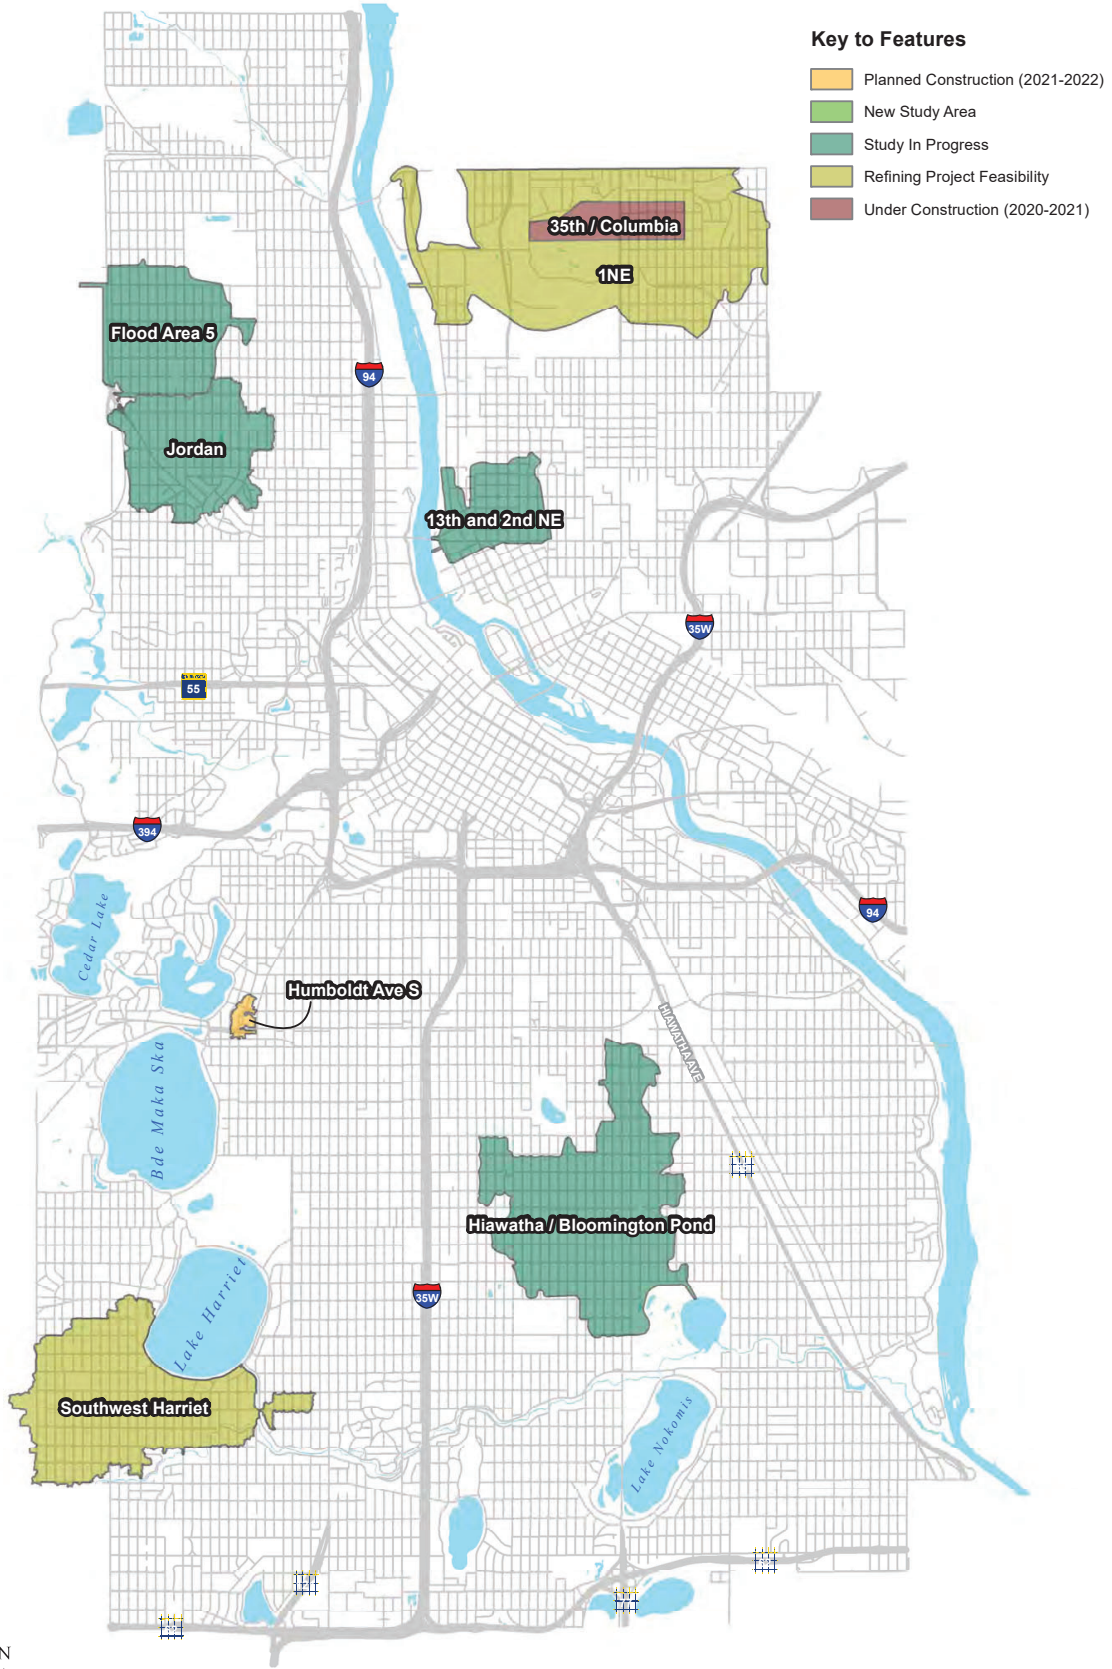 Key to Features
Planned Construction (2021-2022)
New Study Area
Study In Progress
Refining Project Feasibility
Under Construction (2020-2021)
35th / Columbia
1NE
Flood Area 5
94
Jordan
13th and 2nd NE
35W
55
394
Cedar Lake
94
Humboldt Ave S
HIAWATHA AVE
Bde Maka Ska
Hiawatha / Bloomington Pond
Lake Harriet
35W
Southwest Harriet
Lake Nokomis
N